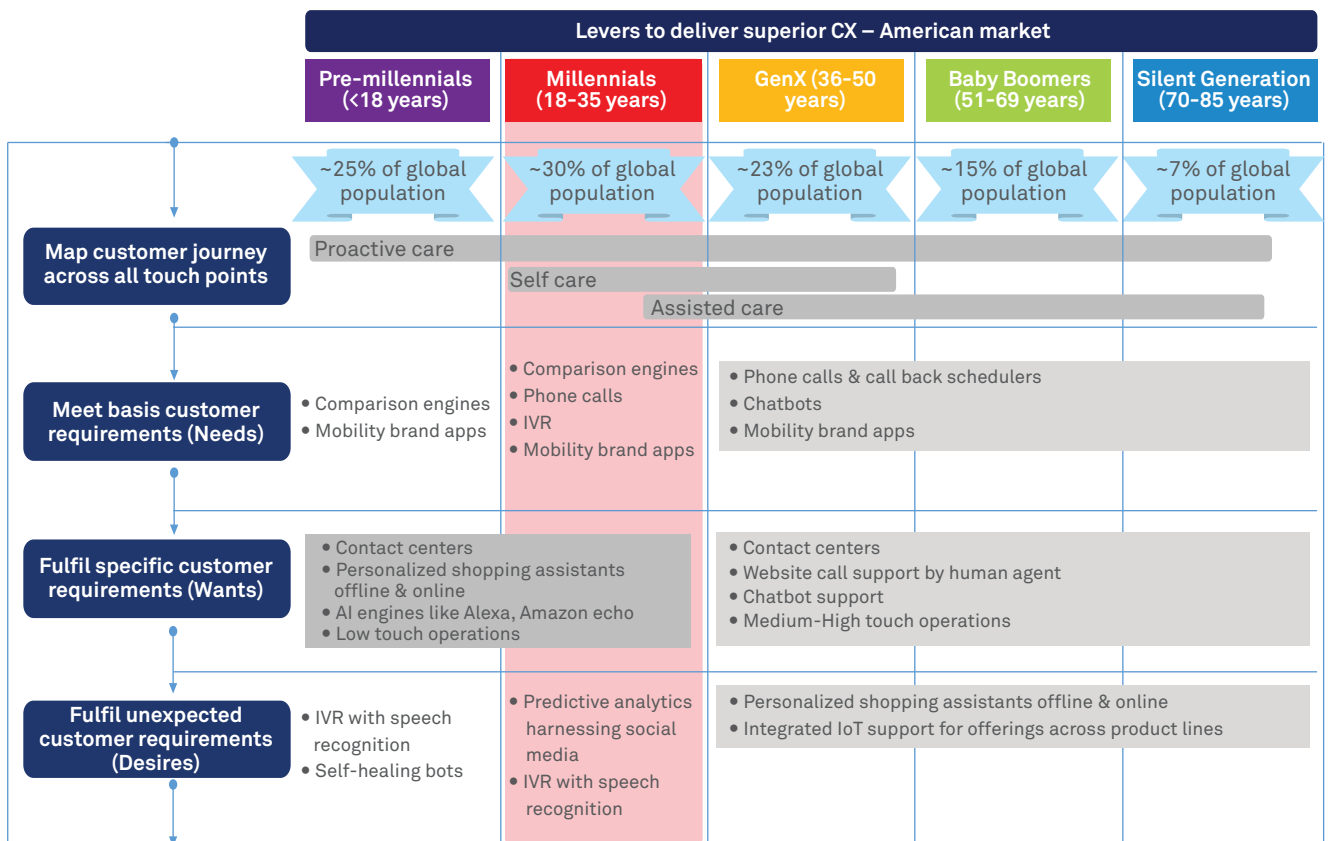 Levers to deliver superior CX – American market
Pre-millennials
(<18 years)
Millennials
(18-35 years)
GenX (36-50
years)
Baby Boomers
(51-69 years)
Silent Generation
(70-85 years)
~25% of global
population
~30% of global
population
~23% of global
population
~15% of global
population
~7% of global
population
Map customer journey
across all touch points
Proactive care
Self care
Assisted care
Meet basis customer
requirements (Needs)
• Comparison engines
• Mobility brand apps
• Comparison engines
• Phone calls
• IVR
• Mobility brand apps
• Phone calls & call back schedulers
• Chatbots
• Mobility brand apps
Fulfil specific customer
requirements (Wants)
• Contact centers
• Personalized shopping assistants
offline & online
• AI engines like Alexa, Amazon echo
• Low touch operations
• Contact centers
• Website call support by human agent
• Chatbot support
• Medium-High touch operations
Fulfil unexpected
customer requirements
(Desires)
• IVR with speech
recognition
• Self-healing bots
• Predictive analytics
harnessing social
media
• IVR with speech
recognition
• Personalized shopping assistants offline & online
• Integrated IoT support for offerings across product lines